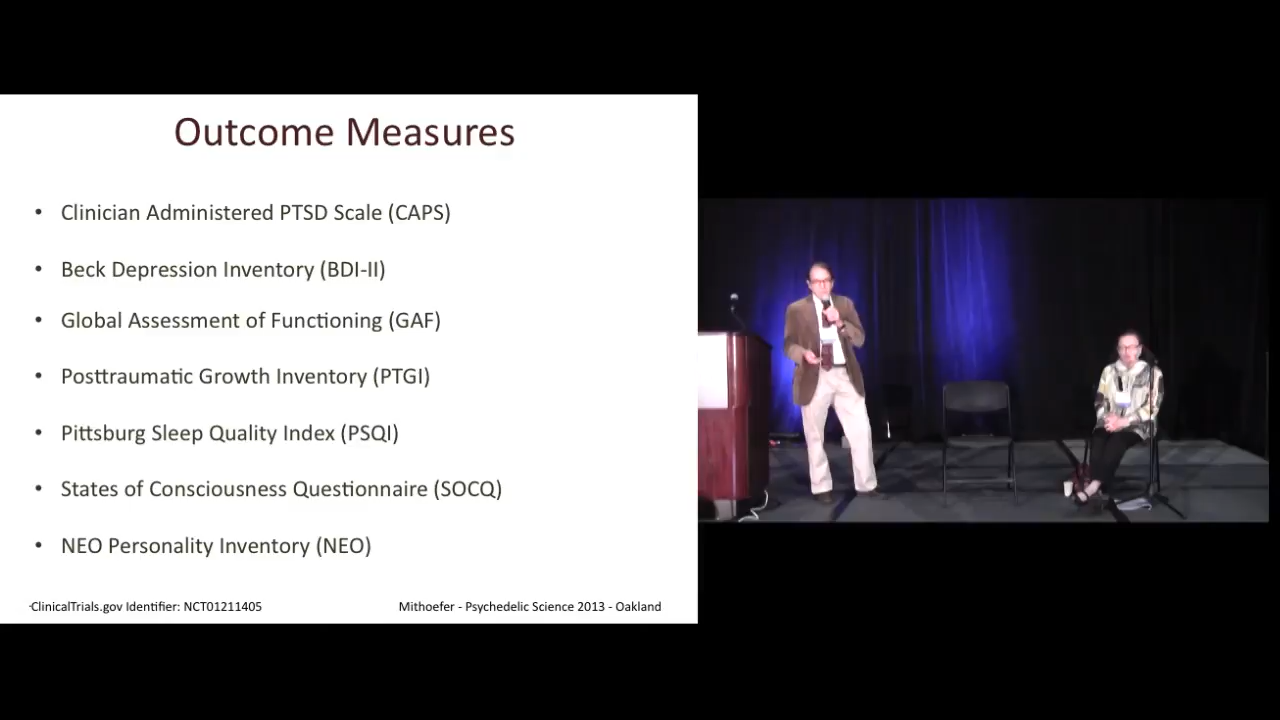 Outcome Measures
• Clinician Administered PTSD Scale (CAPS)
• Beck Depression Inventory (BDI-II)
• Global Assessment of Functioning (GAF)
• Posttraumatic Growth Inventory (PTGI)
• Pittsburg Sleep Quality Index (PSQI)
• States of Consciousness Questionnaire (SOCQ)
• NEO Personality Inventory (NEO)
·ClinicalTrials.gov Identifier: NCT01211405
Mithoefer - Psychedelic Science 2013 - Oakland